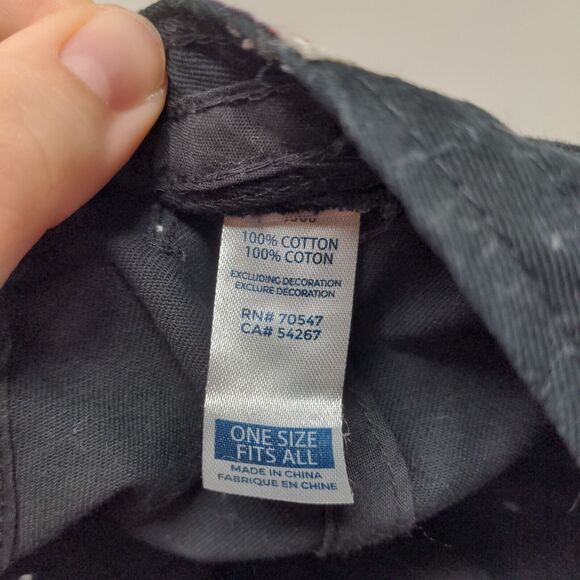 100% COTTON
100% COTON
EXCLUDING DECORATION
EXCLURE DÉCORATION
RN# 70547
CA# 54267
ONE SIZE
FITS ALL
MADE IN CHINA
FABRIQUE EN CHINE